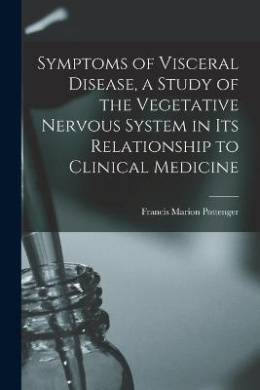 Symptoms of Visceral
Disease, a Study of
the Vegetative
Nervous System in Its
Relationship to
Clinical Medicine
Francis Marion Pottenger